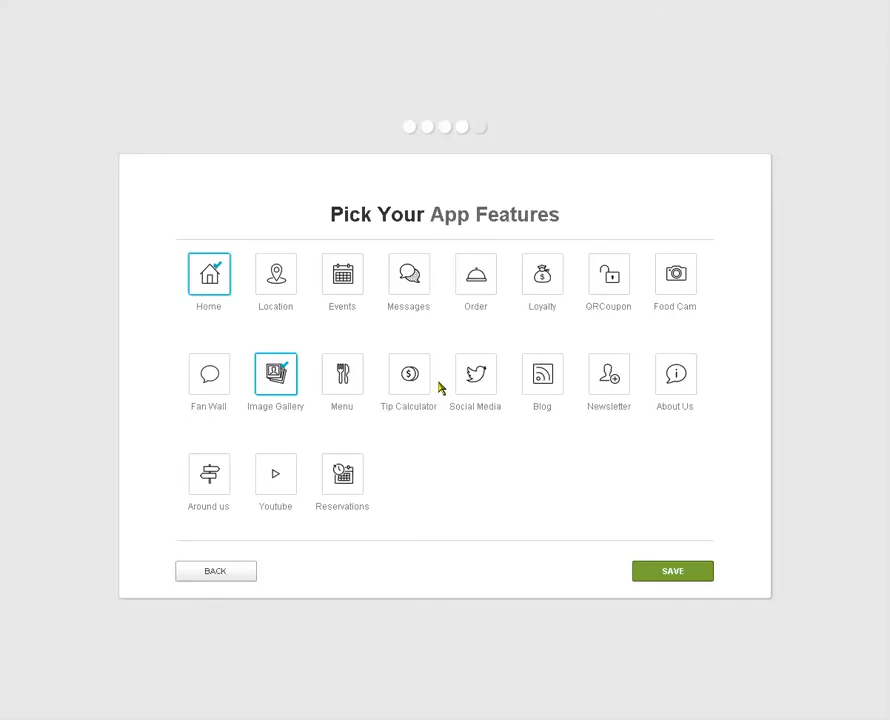 Pick Your App Features
Home Location Events Messages Order Loyalty QRCoupon Food Cam
Fan Wall Image Gallery Menu Tip Calculator Social Media Blog Newsletter About Us
Around us Youtube Reservations
BACK SAVE